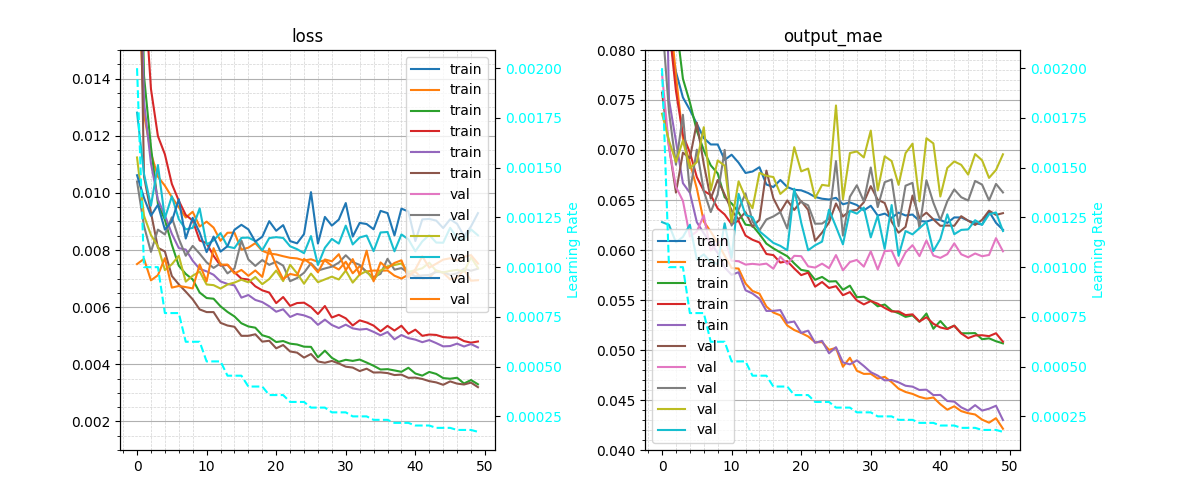 loss
0.014
0.012
0.010
0.008
0.006
0.004
0.002
0
10
20
30
40
50
train
train
train
train
train
train
val
val
val
val
val
val
0.00200
0.00175
0.00150
0.00125
0.00100
0.00075
0.00050
0.00025
Learning Rate
output_mae
0.080
0.075
0.070
0.065
0.060
0.055
0.050
0.045
0.040
0
10
20
30
40
50
train
train
train
train
train
val
val
val
val
val
0.00200
0.00175
0.00150
0.00125
0.00100
0.00075
0.00050
0.00025
Learning Rate